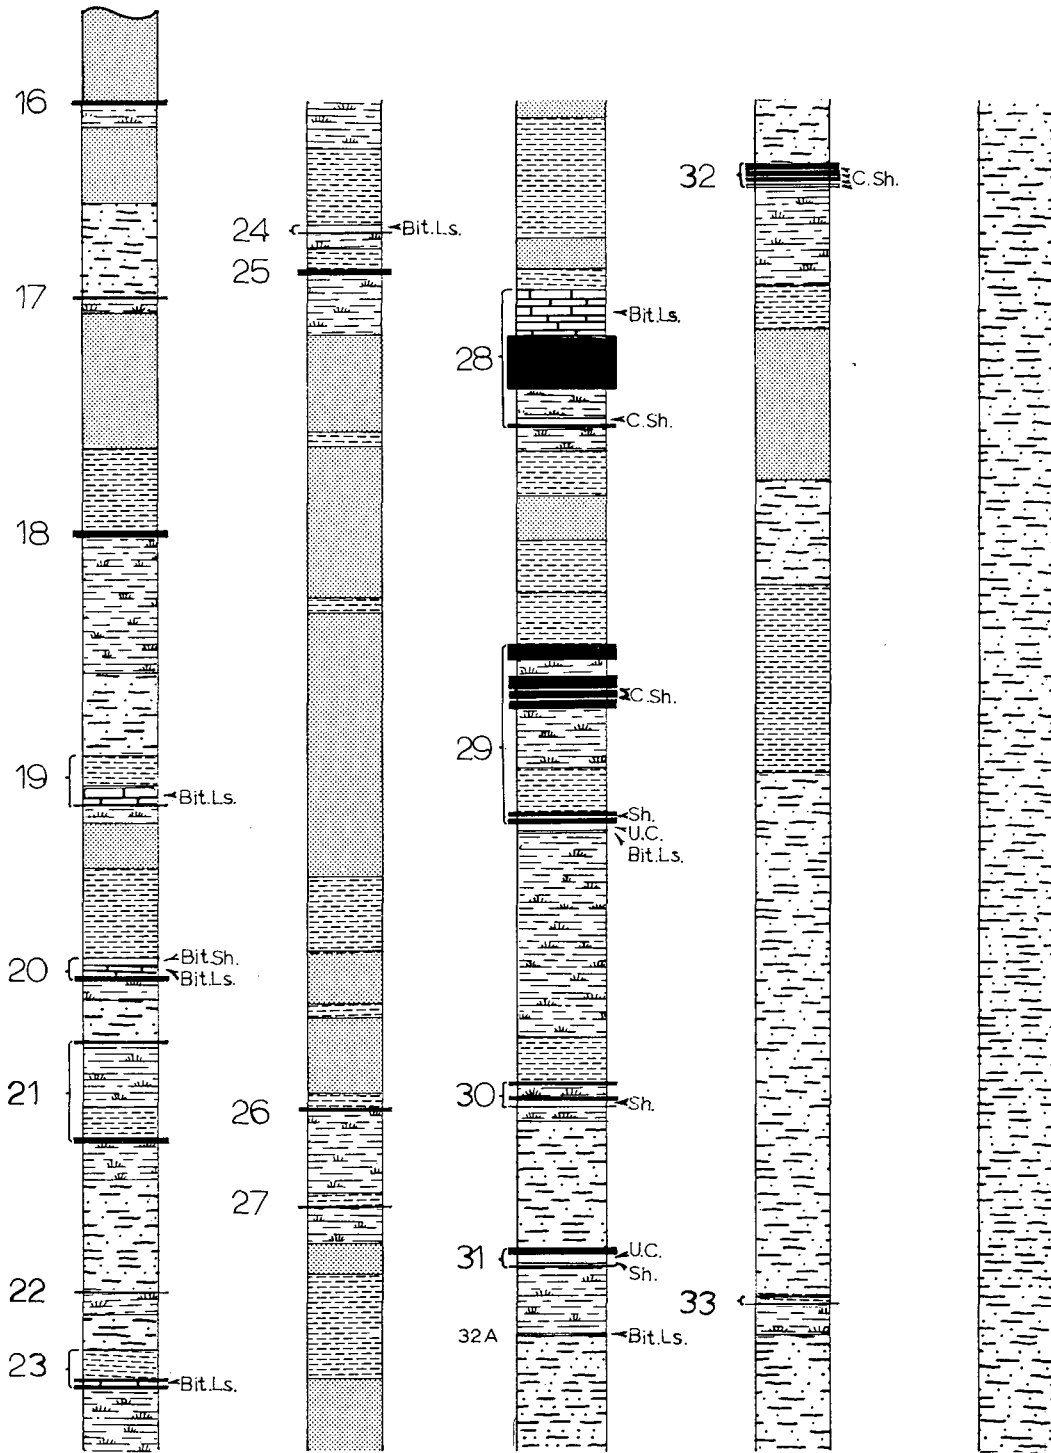 16
17
18
19
Bit.Ls.
20
Bit.Sh.
Bit.Ls.
21
22
23
Bit.Ls.
24
Bit.Ls.
25
26
27
28
Bit.Ls.
C.Sh.
29
C.Sh.
Sh.
U.C.
Bit.Ls.
30
Sh.
31
U.C.
Sh.
32A
Bit.Ls.
32
C.Sh.
33